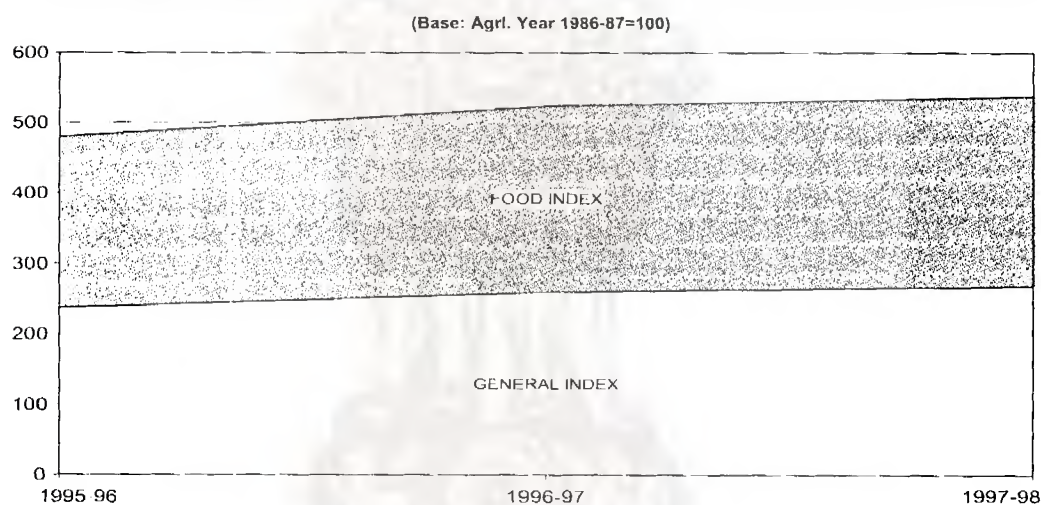 (Base: Agrl. Year 1986-87=100)
600
500
400
300
200
100
0
FOOD INDEX
GENERAL INDEX
1995-96 1996-97 1997-98